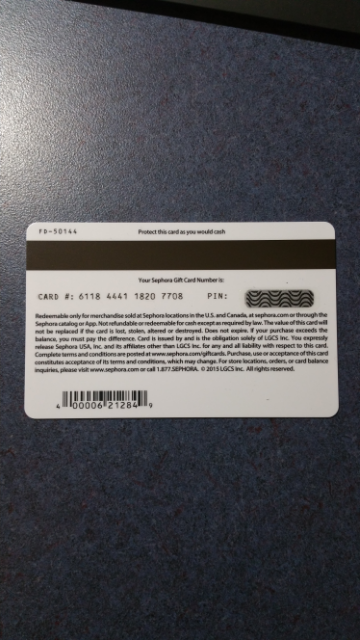 FD-50144
Protect this card as you would cash
Your Sephora Gift Card Number is:
CARD #: 6118 4441 1820 7708 PIN:
Redeemable only for merchandise sold at Sephora locations in the U.S. and Canada, at sephora.com or through the
Sephora catalog or App. Not refundable or redeemable for cash except as required by law. The value of this card will
not be replaced if the card is lost, stolen, altered or destroyed. Does not expire. If your purchase exceeds the
balance, you must pay the difference. Card is issued by and is the obligation solely of LGCS Inc. You expressly
release Sephora USA, Inc. and its affiliates other than LGCS Inc. for any and all liability with respect to this card.
Complete terms and conditions are posted at www.sephora.com/giftcards. Purchase, use or acceptance of this card
constitutes acceptance of its terms and conditions, which may change. For store locations, orders, or card balance
inquiries, please visit www.sephora.com or call 1.877.SEPHORA. © 2015 LGCS Inc. All rights reserved.
4 00006 21284 9